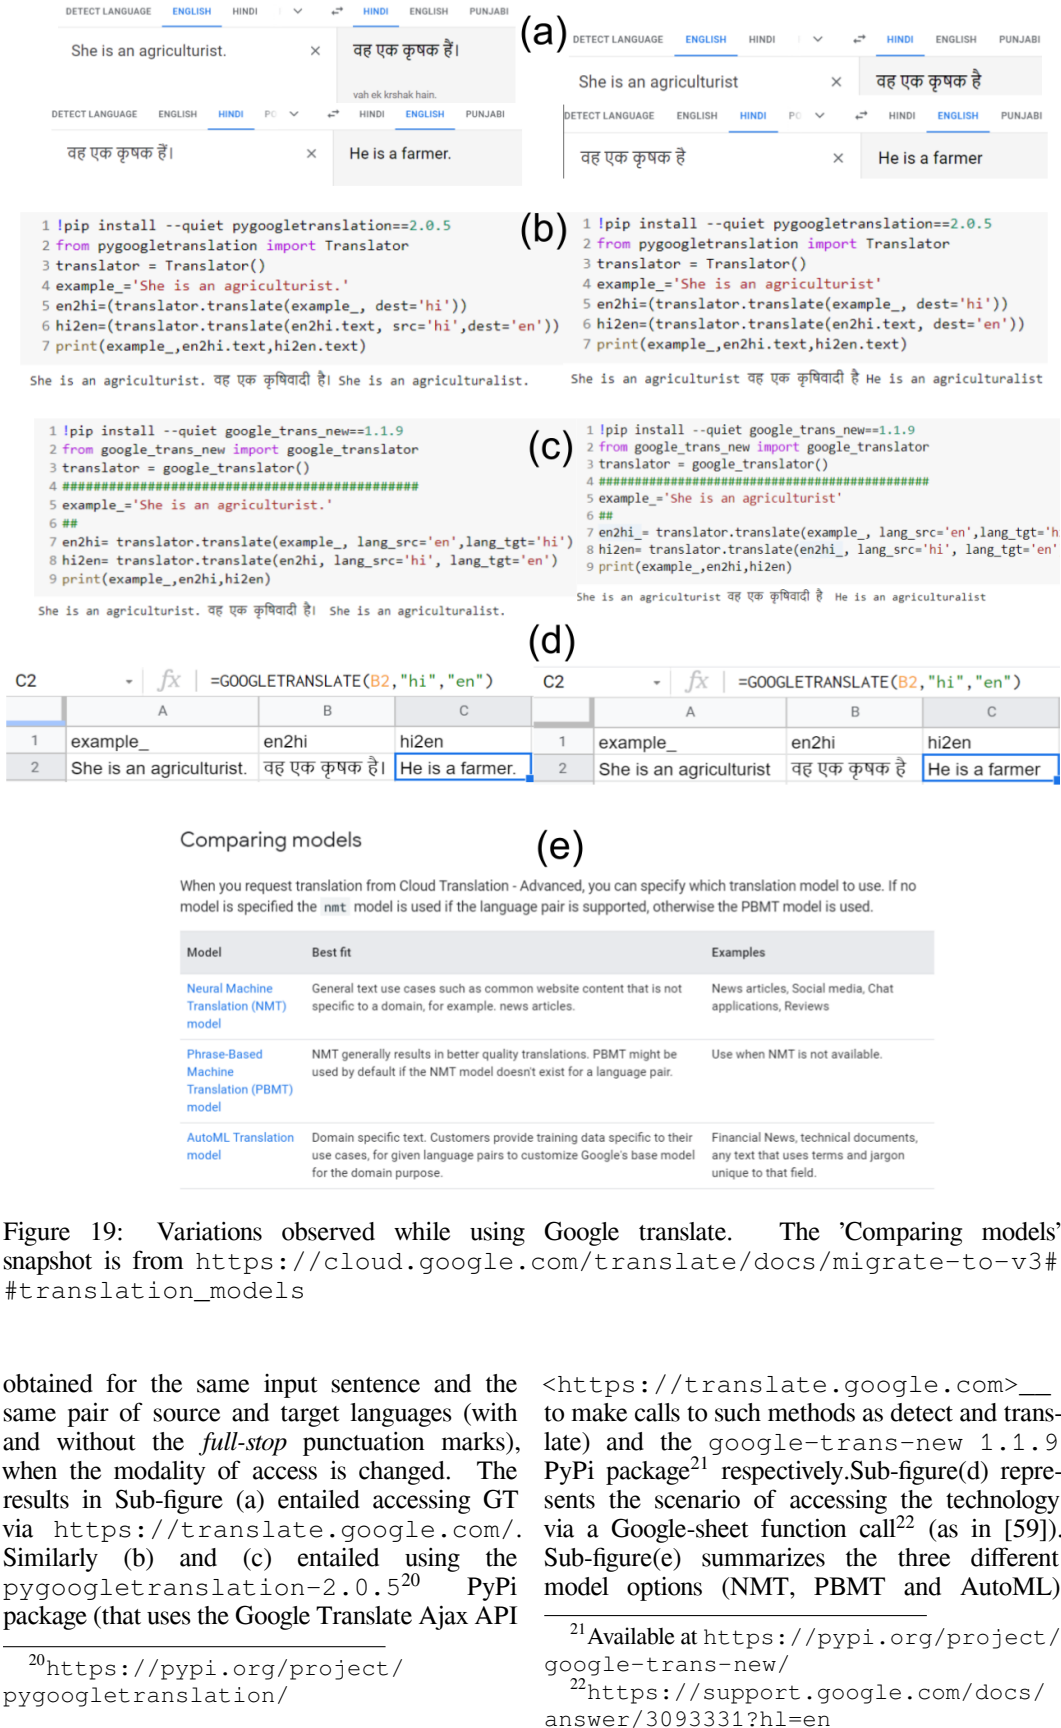 DETECT LANGUAGE ENGLISH HINDI HINDI ENGLISH PUNJABI
She is an agriculturist. × वह एक कृषक हैं।
vah ek krshak hain.
DETECT LANGUAGE ENGLISH HINDI HINDI ENGLISH PUNJABI
वह एक कृषक हैं। × He is a farmer.
(a)
DETECT LANGUAGE ENGLISH HINDI HINDI ENGLISH PUNJABI
She is an agriculturist × वह एक कृषक है
DETECT LANGUAGE ENGLISH HINDI HINDI ENGLISH PUNJABI
वह एक कृषक है × He is a farmer
1 !pip install --quiet pygoogletranslation==2.0.5
2 from pygoogletranslation import Translator
3 translator = Translator()
4 example_='She is an agriculturist.'
5 en2hi=(translator.translate(example_, dest='hi'))
6 hi2en=(translator.translate(en2hi.text, src='hi',dest='en'))
7 print(example_,en2hi.text,hi2en.text)
She is an agriculturist. वह एक कृषिवादी है। She is an agriculturalist.
(b)
1 !pip install --quiet pygoogletranslation==2.0.5
2 from pygoogletranslation import Translator
3 translator = Translator()
4 example_='She is an agriculturist'
5 en2hi=(translator.translate(example_, dest='hi'))
6 hi2en=(translator.translate(en2hi.text, dest='en'))
7 print(example_,en2hi.text,hi2en.text)
She is an agriculturist वह एक कृषिवादी है He is an agriculturalist
1 !pip install --quiet google_trans_new==1.1.9
2 from google_trans_new import google_translator
3 translator = google_translator()
4 ##############################################
5 example_='She is an agriculturist.'
6 ##
7 en2hi= translator.translate(example_, lang_src='en',lang_tgt='hi')
8 hi2en= translator.translate(en2hi, lang_src='hi', lang_tgt='en')
9 print(example_,en2hi,hi2en)
She is an agriculturist. वह एक कृषिवादी है। She is an agriculturalist.
(c)
1 !pip install --quiet google_trans_new==1.1.9
2 from google_trans_new import google_translator
3 translator = google_translator()
4 ##############################################
5 example_='She is an agriculturist'
6 ##
7 en2hi_= translator.translate(example_, lang_src='en',lang_tgt='h
8 hi2en= translator.translate(en2hi_, lang_src='hi', lang_tgt='en'
9 print(example_,en2hi,hi2en)
She is an agriculturist वह एक कृषिवादी है He is an agriculturalist
(d)
C2 fx =GOOGLETRANSLATE(B2,"hi","en")
A B C
1 example_ en2hi hi2en
2 She is an agriculturist. वह एक कृषक है। He is a farmer.
C2 fx =GOOGLETRANSLATE(B2,"hi","en")
A B C
1 example_ en2hi hi2en
2 She is an agriculturist वह एक कृषक है He is a farmer
Comparing models
(e)
When you request translation from Cloud Translation - Advanced, you can specify which translation model to use. If no
model is specified the nmt model is used if the language pair is supported, otherwise the PBMT model is used.
Model Best fit Examples
Neural Machine General text use cases such as common website content that is not News articles, Social media, Chat
Translation (NMT) specific to a domain, for example. news articles. applications, Reviews
model
Phrase-Based NMT generally results in better quality translations. PBMT might be Use when NMT is not available.
Machine used by default if the NMT model doesn't exist for a language pair.
Translation (PBMT)
model
AutoML Translation Domain specific text. Customers provide training data specific to their Financial News, technical documents,
model use cases, for given language pairs to customize Google's base model any text that uses terms and jargon
for the domain purpose. unique to that field.
Figure 19: Variations observed while using Google translate. The 'Comparing models'
snapshot is from https://cloud.google.com/translate/docs/migrate-to-v3#
#translation_models
obtained for the same input sentence and the
same pair of source and target languages (with
and without the full-stop punctuation marks),
when the modality of access is changed. The
results in Sub-figure (a) entailed accessing GT
via https://translate.google.com/.
Similarly (b) and (c) entailed using the
pygoogletranslation-2.0.5²⁰ PyPi
package (that uses the Google Translate Ajax API
²⁰https://pypi.org/project/
pygoogletranslation/
<https://translate.google.com>__
to make calls to such methods as detect and trans-
late) and the google-trans-new 1.1.9
PyPi package²¹ respectively.Sub-figure(d) repre-
sents the scenario of accessing the technology
via a Google-sheet function call²² (as in [59]).
Sub-figure(e) summarizes the three different
model options (NMT, PBMT and AutoML)
²¹Available at https://pypi.org/project/
google-trans-new/
²²https://support.google.com/docs/
answer/3093331?hl=en